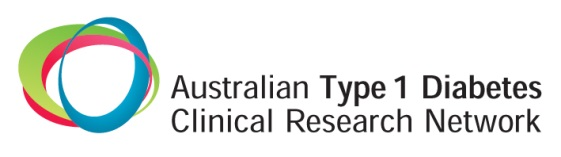 Australian Type 1 Diabetes
Clinical Research Network